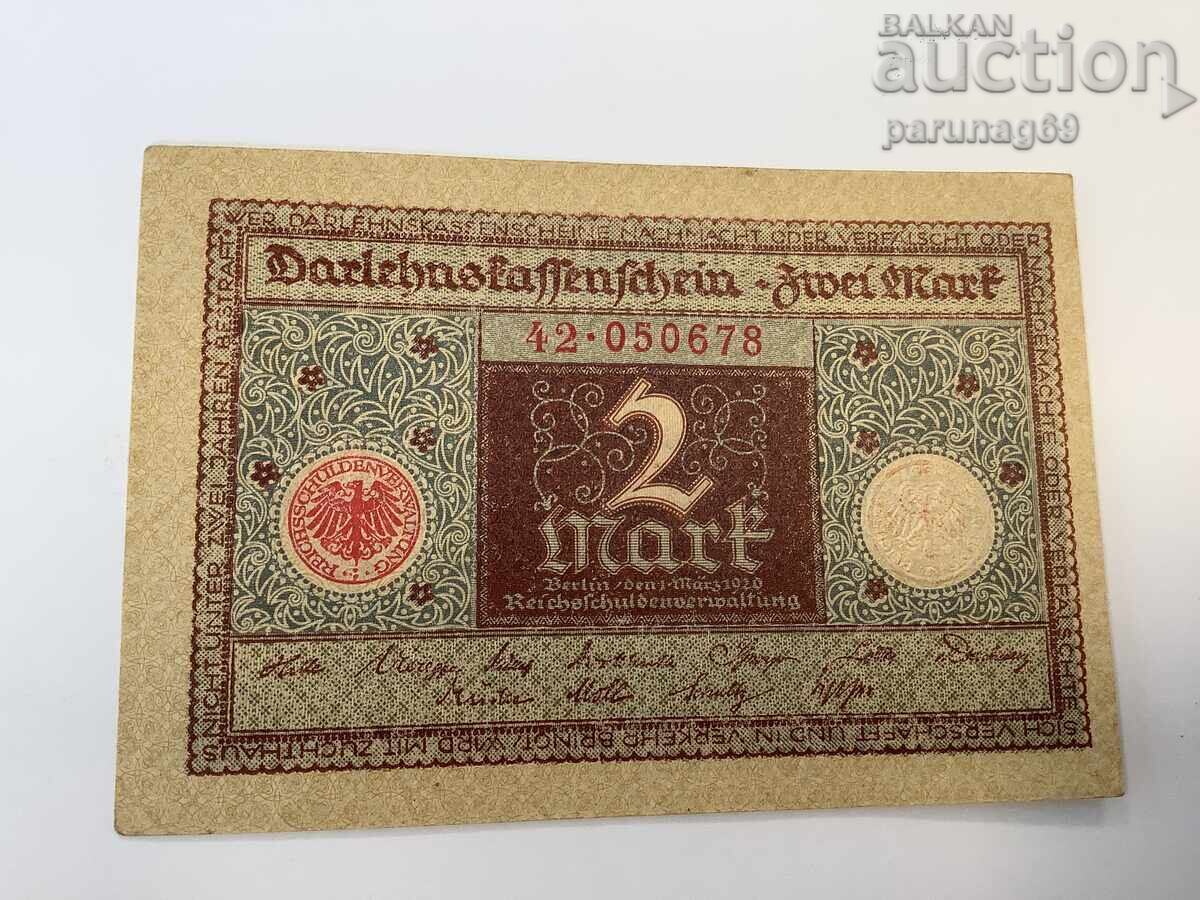 BALKAN
auction
parunag69
WER DARLEHNSKASSENSCHEINE NACHMACHT ODER VERFÄLSCHT ODER
NACHGEMACHTE ODER VERFÄLSCHTE
SICH VERSCHAFFT UND IN VERKEHR BRINGT, WIRD MIT ZUCHTHAUS
NICHT UNTER ZWEI JAHREN BESTRAFT
Darlehnskassenschein · Zwei Mark
42·050678
2
Mark
Berlin, den 1. März 1920
Reichsschuldenverwaltung
REICHSSCHULDENVERWALTUNG